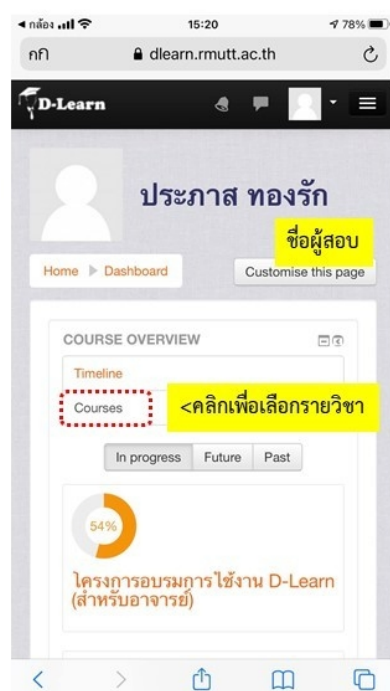 กล้อง 15:20 78%
กกิ dlearn.rmutt.ac.th
D-Learn
ประภาส ทองรัก
ชื่อผู้สอบ
Home Dashboard Customise this page
COURSE OVERVIEW
Timeline
Courses <คลิกเพื่อเลือกรายวิชา
In progress Future Past
54%
โครงการอบรมการใช้งาน D-Learn
(สำหรับอาจารย์)